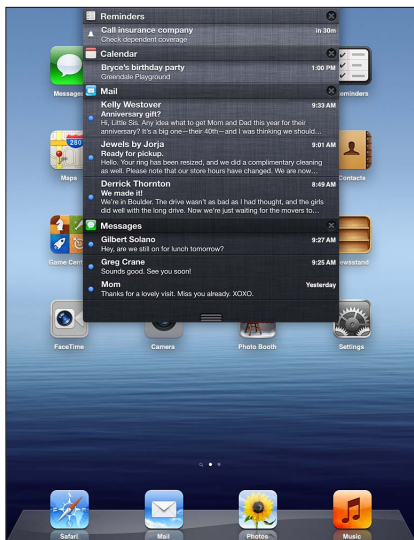 Reminders
Call insurance company in 30m
Check dependent coverage
Calendar
Bryce's birthday party 1:00 PM
Greendale Playground
Mail
Kelly Westover 9:33 AM
Anniversary gift?
Hi, Little Sis. Any idea what to get Mom and Dad this year for their
anniversary? It's a big one—their 40th—and I was thinking we should…
Jewels by Jorja 9:01 AM
Ready for pickup.
Hello. Your ring has been resized, and we did a complimentary cleaning
as well. Please note that our store hours have changed. We are now…
Derrick Thornton 8:49 AM
We made it!
We're in Boulder. The drive wasn't as bad as I had thought, and the girls
did well with the long drive. Now we're just waiting for the movers to…
Messages
Gilbert Solano 9:27 AM
Hey, are we still on for lunch tomorrow?
Greg Crane 9:25 AM
Sounds good. See you soon!
Mom Yesterday
Thanks for a lovely visit. Miss you already. XOXO.
Messages
eminders
280
Maps
Contacts
Game Cent
wsstand
FaceTime
Camera
Photo Booth
Settings
Safari
Mail
Photos
Music